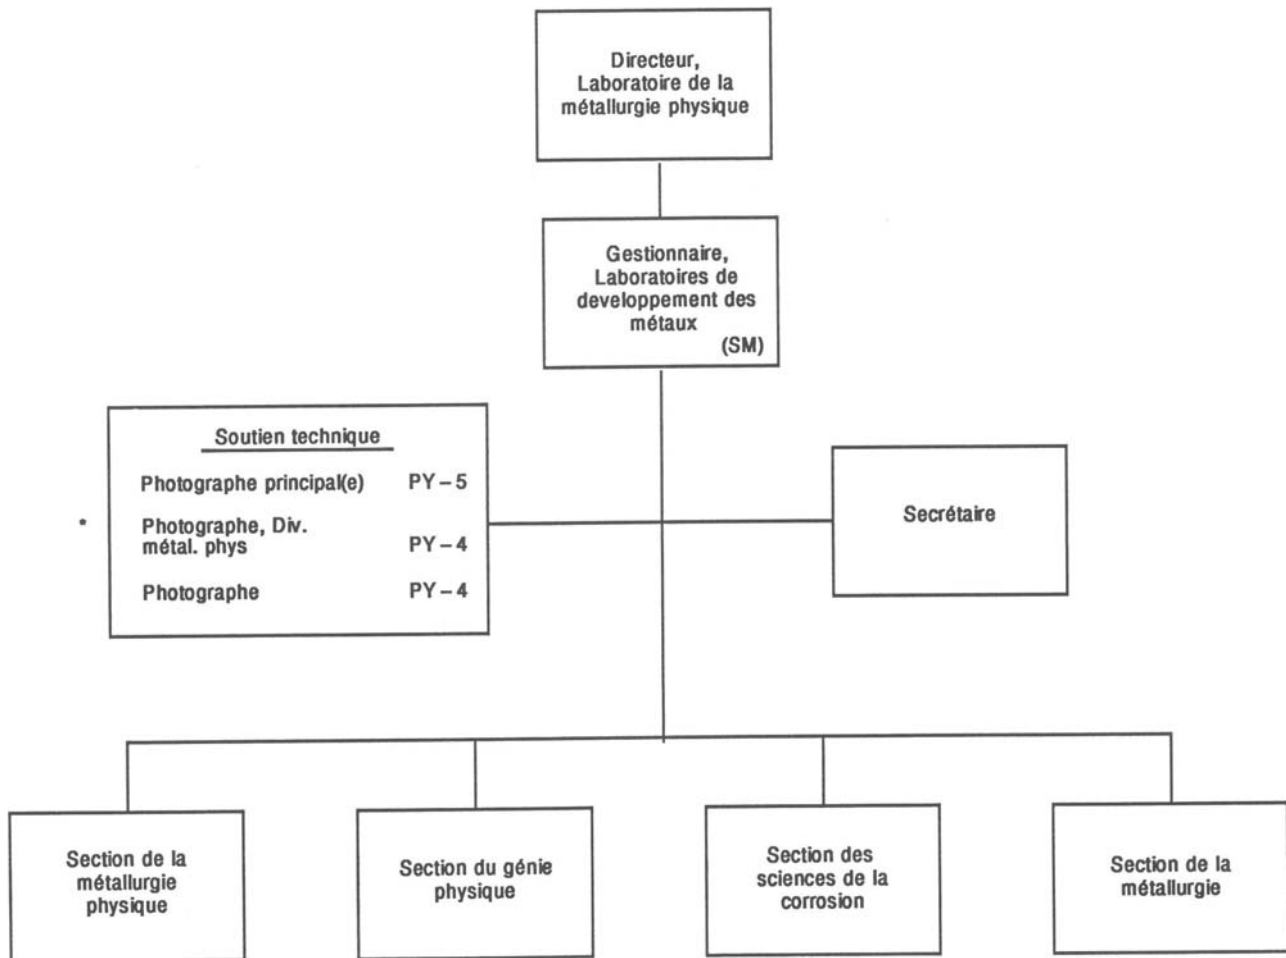 Directeur,
Laboratoire de la
métallurgie physique
Gestionnaire,
Laboratoires de
developpement des
métaux
(SM)
Soutien technique
Photographe principal(e) PY – 5
* Photographe, Div.
métal. phys PY – 4
Photographe PY – 4
Secrétaire
Section de la
métallurgie
physique
Section du génie
physique
Section des
sciences de la
corrosion
Section de la
métallurgie